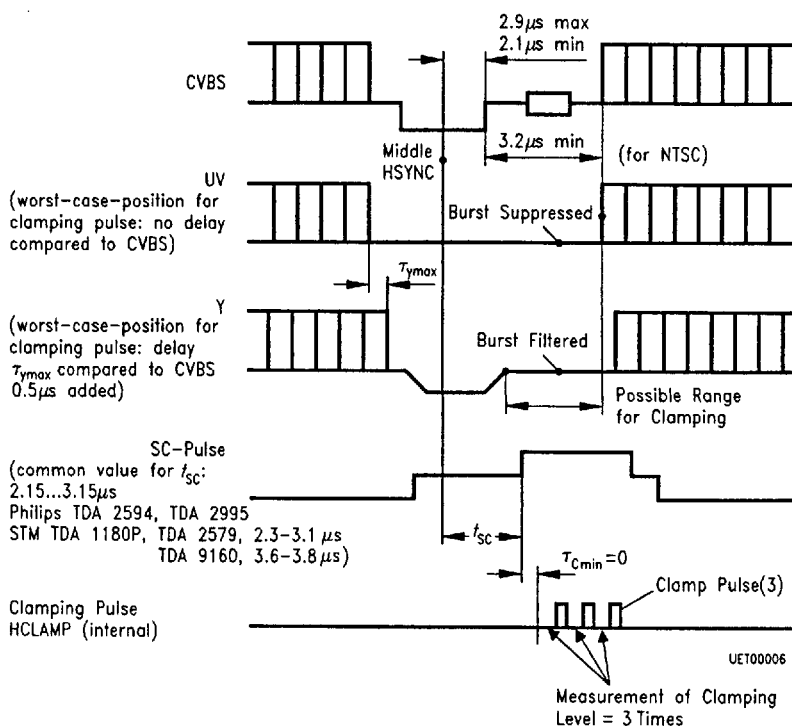 2.9μs max
2.1μs min
CVBS
Middle
HSYNC
3.2μs min
(for NTSC)
UV
(worst-case-position for
clamping pulse: no delay
compared to CVBS)
Burst Suppressed
τymax
Y
(worst-case-position for
clamping pulse: delay
τymax compared to CVBS
0.5μs added)
Burst Filtered
Possible Range
for Clamping
SC-Pulse
(common value for tSC:
2.15...3.15μs
Philips TDA 2594, TDA 2995
STM TDA 1180P, TDA 2579, 2.3-3.1 μs
TDA 9160, 3.6-3.8 μs)
tSC
τCmin=0
Clamp Pulse(3)
Clamping Pulse
HCLAMP (internal)
UET00006
Measurement of Clamping
Level = 3 Times